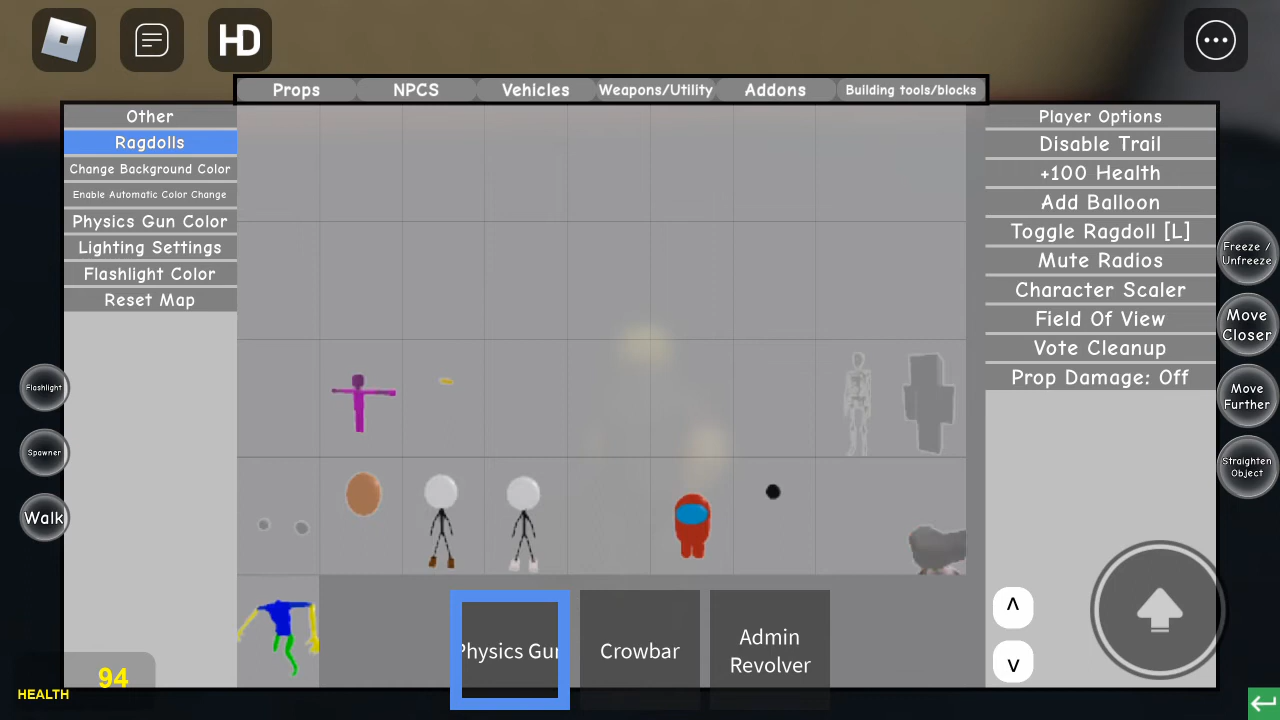 HD
Props
NPCS
Vehicles
Weapons/Utility
Addons
Building tools/blocks
Other
Ragdolls
Change Background Color
Enable Automatic Color Change
Physics Gun Color
Lighting Settings
Flashlight Color
Reset Map
Player Options
Disable Trail
+100 Health
Add Balloon
Toggle Ragdoll [L]
Mute Radios
Character Scaler
Field Of View
Vote Cleanup
Prop Damage: Off
Flashlight
Spawner
Walk
Freeze /
Unfreeze
Move
Closer
Move
Further
Straighten
Object
Physics Gun
Crowbar
Admin
Revolver
94
HEALTH